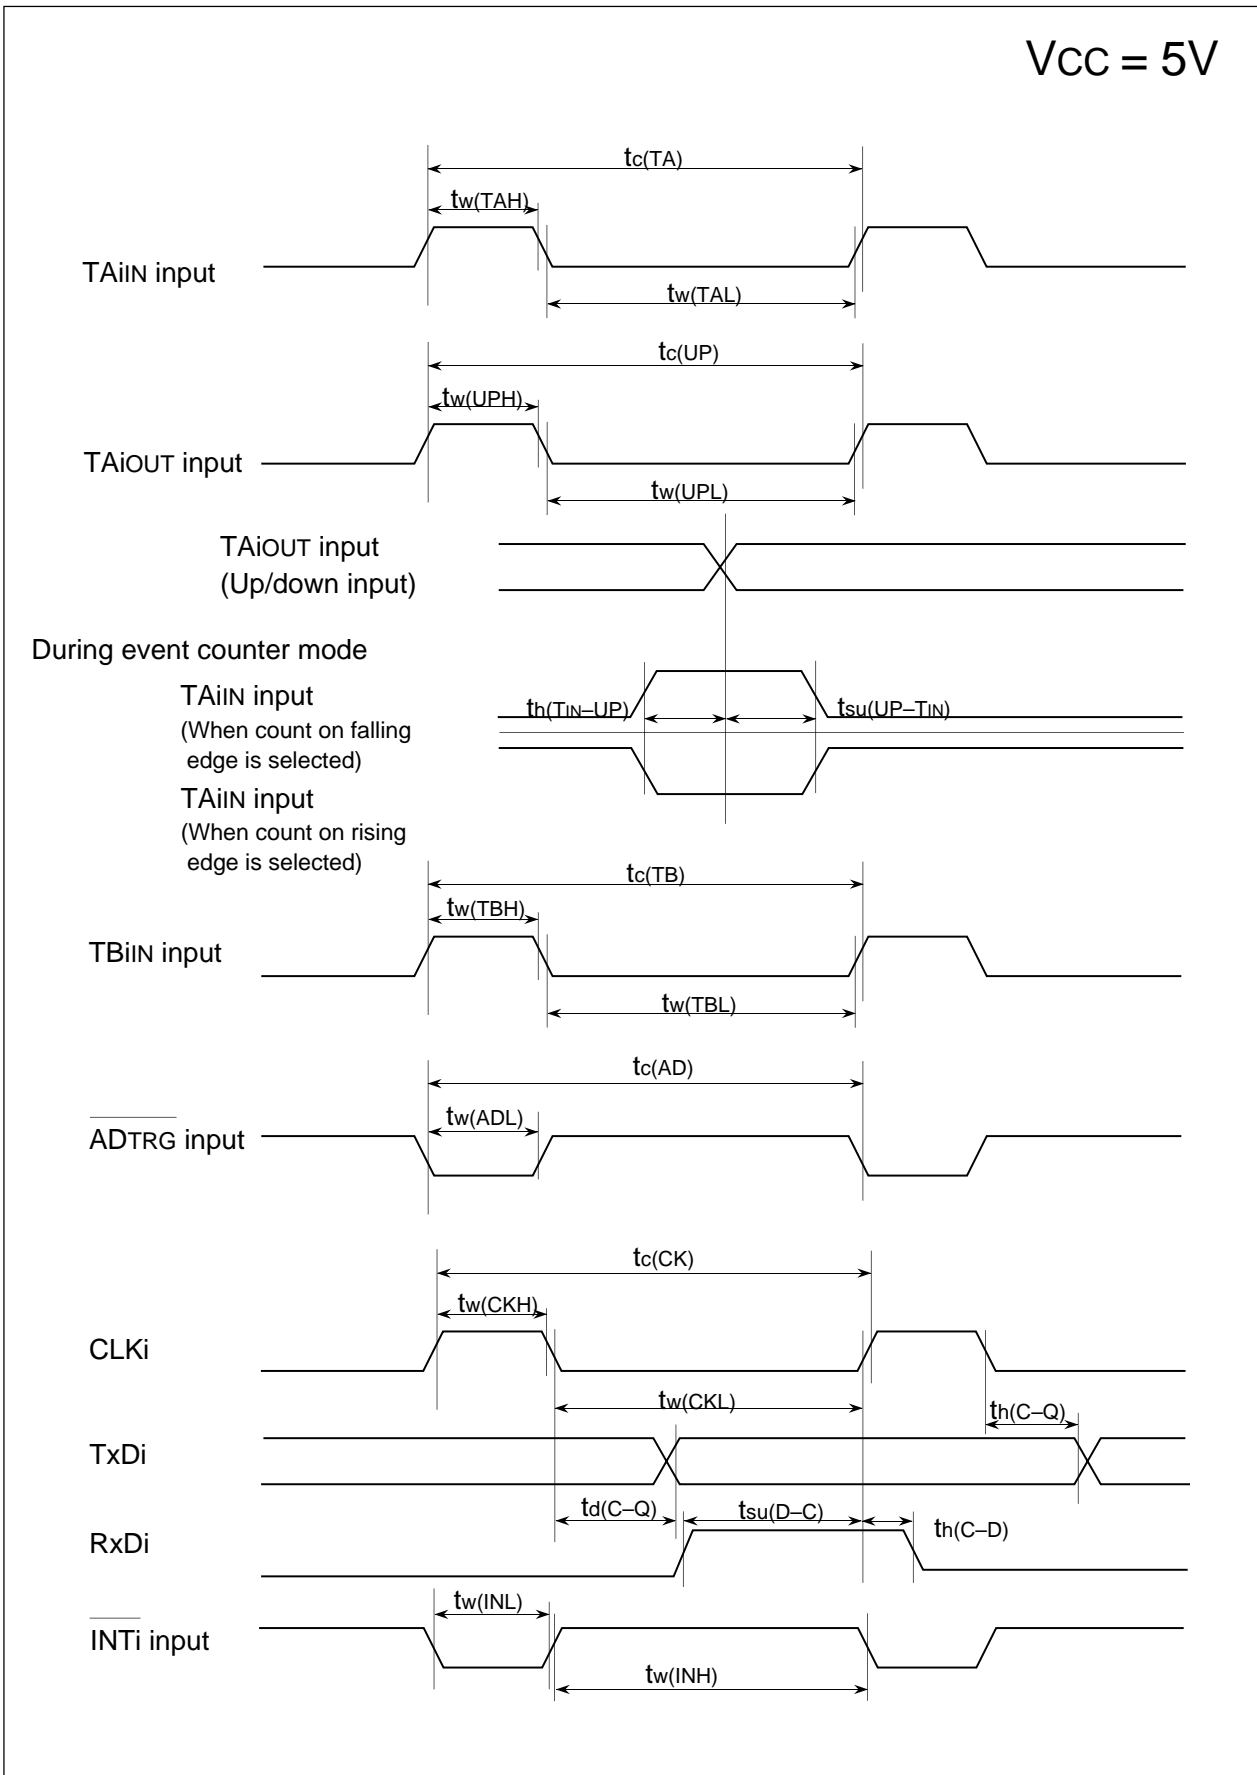 VCC = 5V
tc(TA)
tw(TAH)
TAiIN input
tw(TAL)
tc(UP)
tw(UPH)
TAiOUT input
tw(UPL)
TAiOUT input
(Up/down input)
During event counter mode
TAiIN input
(When count on falling
edge is selected)
th(TIN–UP)
tsu(UP–TIN)
TAiIN input
(When count on rising
edge is selected)
tc(TB)
tw(TBH)
TBiIN input
tw(TBL)
tc(AD)
tw(ADL)
ADTRG input
tc(CK)
tw(CKH)
CLKi
tw(CKL)
th(C–Q)
TxDi
td(C–Q)
tsu(D–C)
th(C–D)
RxDi
tw(INL)
INTi input
tw(INH)